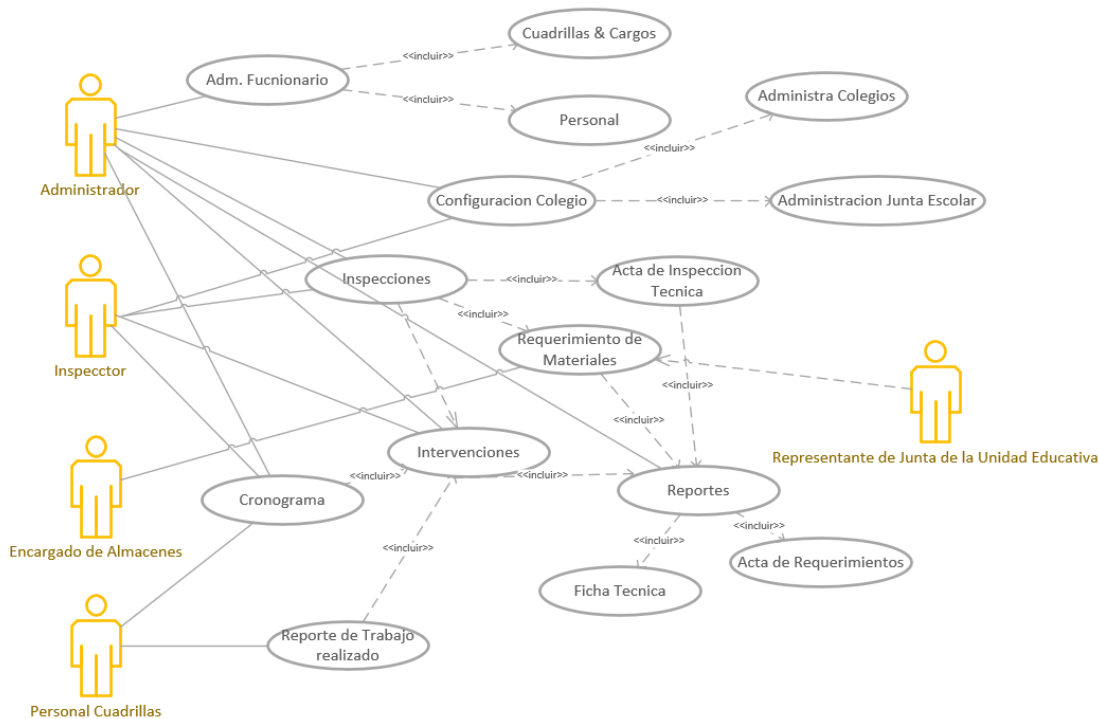 Cuadrillas & Cargos
<<incluir>>
Adm. Fucnionario
<<incluir>>
Administra Colegios
Personal
<<incluir>>
Administrador
Configuracion Colegio
<<incluir>>
Administracion Junta Escolar
Inspecciones
<<incluir>>
Acta de Inspeccion
Tecnica
<<incluir>>
Requerimiento de
Materiales
Inspecctor
<<incluir>>
<<incluir>>
Intervenciones
Representante de Junta de la Unidad Educativa
<<incluir>>
<<incluir>>
Reportes
Cronograma
<<incluir>>
Encargado de Almacenes
<<incluir>>
<<incluir>>
Acta de Requerimientos
Ficha Tecnica
Reporte de Trabajo
realizado
Personal Cuadrillas